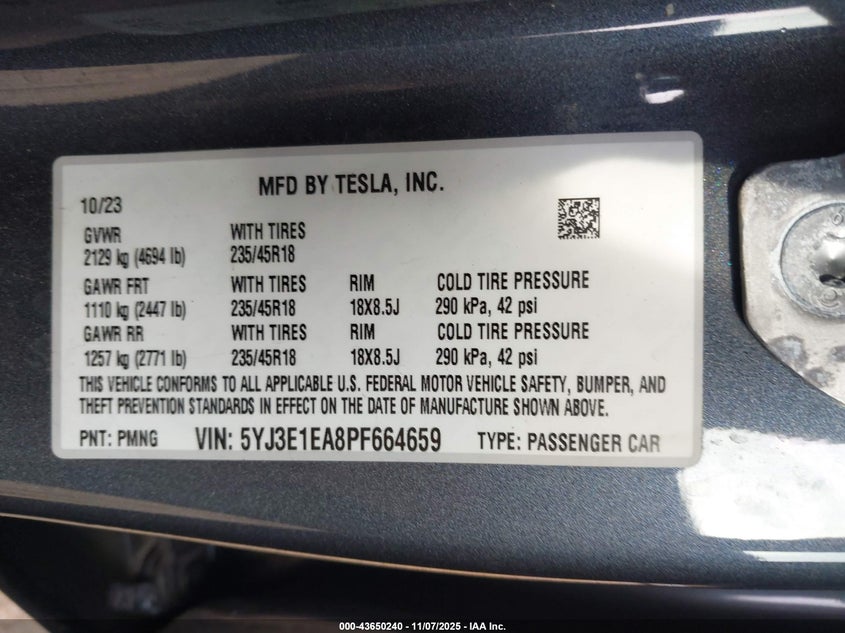 MFD BY TESLA, INC.
10/23
GVWR WITH TIRES
2129 kg (4694 lb) 235/45R18
GAWR FRT WITH TIRES RIM COLD TIRE PRESSURE
1110 kg (2447 lb) 235/45R18 18X8.5J 290 kPa, 42 psi
GAWR RR WITH TIRES RIM COLD TIRE PRESSURE
1257 kg (2771 lb) 235/45R18 18X8.5J 290 kPa, 42 psi
THIS VEHICLE CONFORMS TO ALL APPLICABLE U.S. FEDERAL MOTOR VEHICLE SAFETY, BUMPER, AND
THEFT PREVENTION STANDARDS IN EFFECT ON THE DATE OF MANUFACTURE SHOWN ABOVE.
PNT: PMNG VIN: 5YJ3E1EA8PF664659 TYPE: PASSENGER CAR
000-43650240 - 11/07/2025 - IAA Inc.